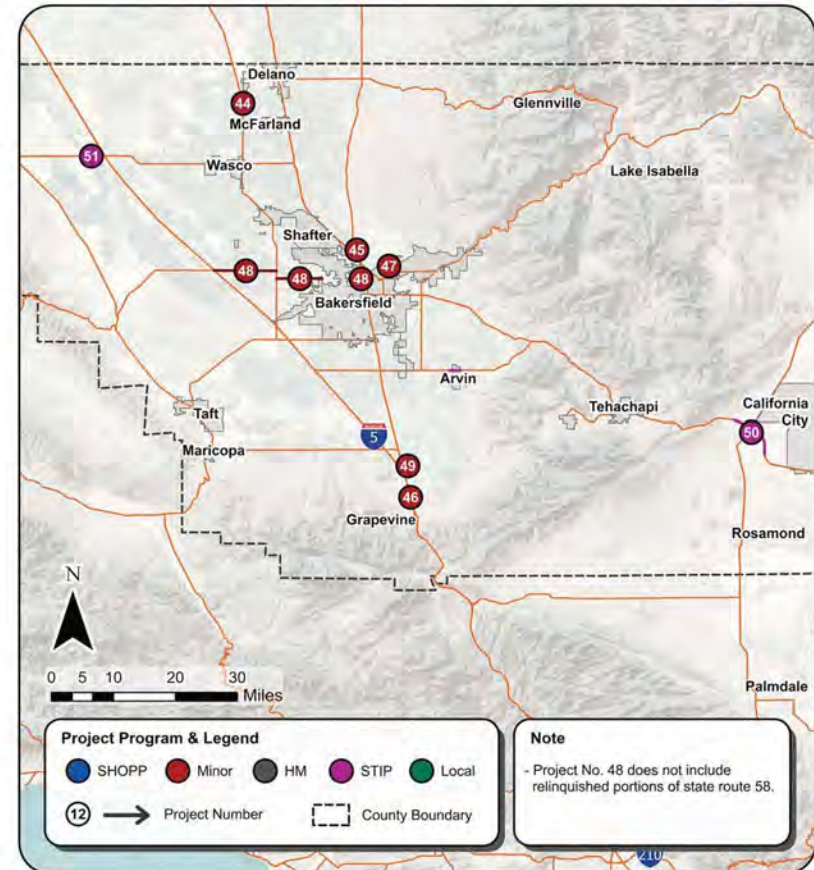 Delano
44
Glennville
McFarland
51
Wasco
Lake Isabella
Shafter
45
47
48
48
48
Bakersfield
Arvin
Taft
Tehachapi
California
City
50
5
Maricopa
49
46
Grapevine
Rosamond
N
0 5 10 20 30
Miles
Palmdale
Project Program & Legend
SHOPP
Minor
HM
STIP
Local
12
Project Number
County Boundary
Note
- Project No. 48 does not include
relinquished portions of state route 58.
210